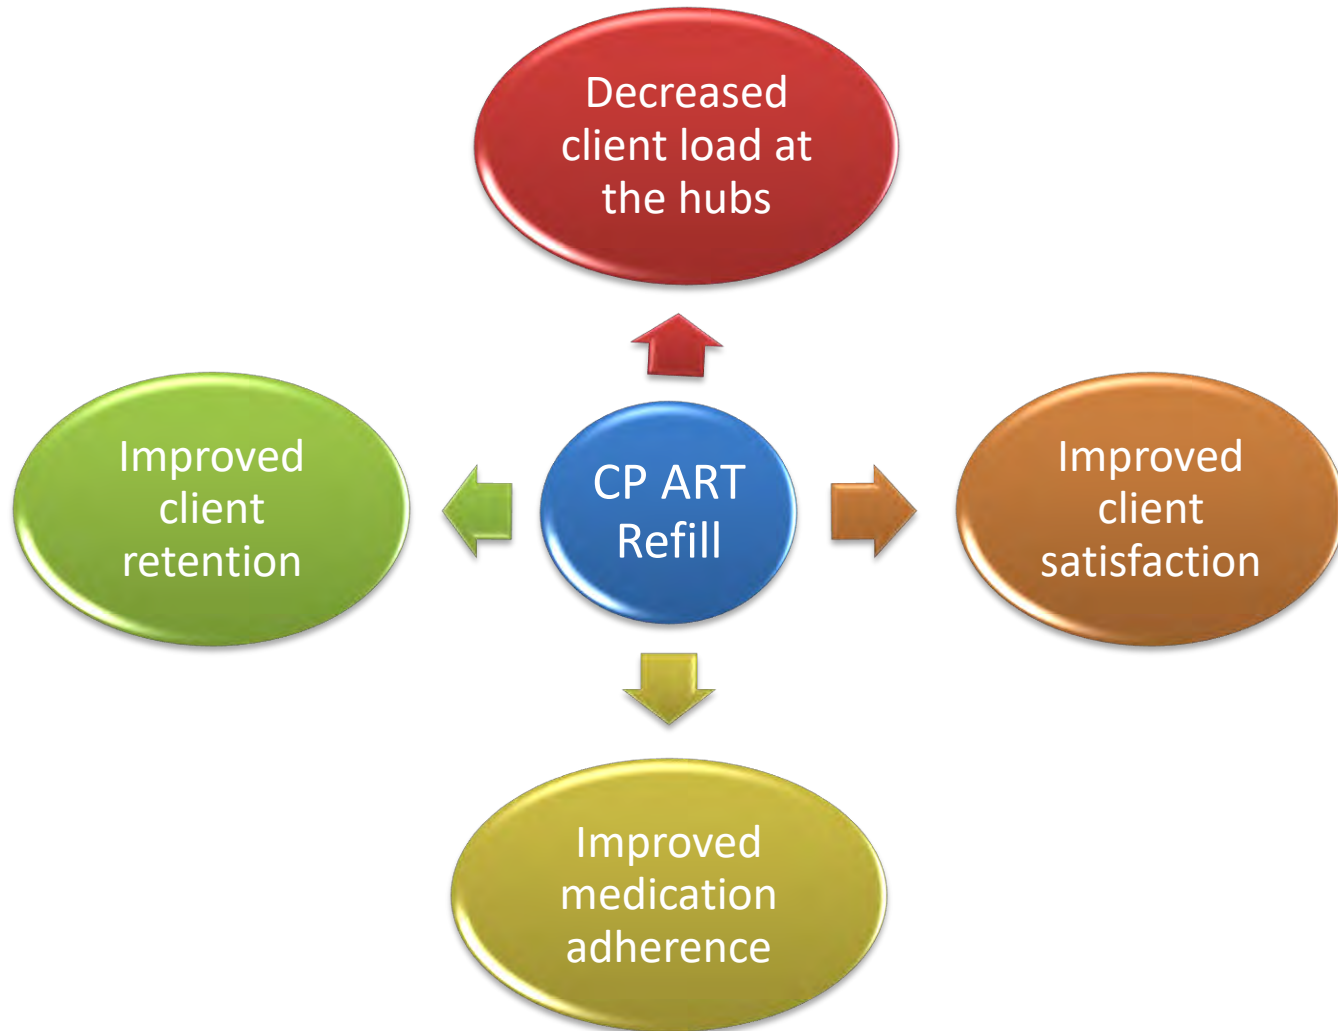 Decreased
client load at
the hubs
Improved
client
retention
CP ART
Refill
Improved
client
satisfaction
Improved
medication
adherence